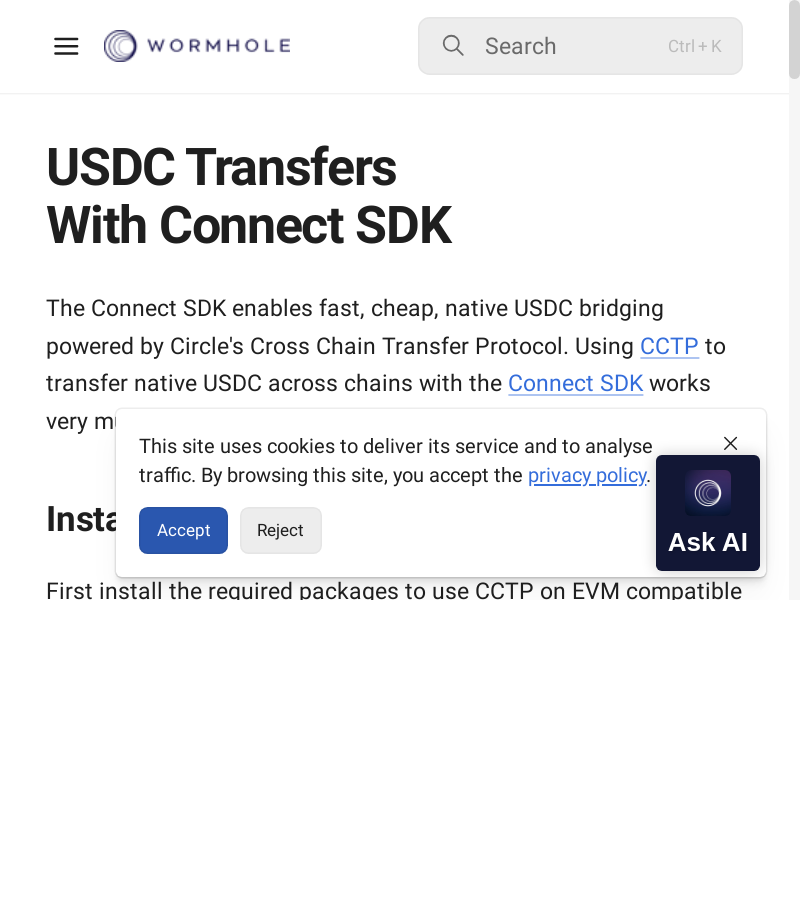 WORMHOLE
Search
Ctrl + K
USDC Transfers
With Connect SDK
The Connect SDK enables fast, cheap, native USDC bridging
powered by Circle's Cross Chain Transfer Protocol. Using CCTP to
transfer native USDC across chains with the Connect SDK works
very
This site uses cookies to deliver its service and to analyse
traffic. By browsing this site, you accept the privacy policy.
Accept
Reject
Ask AI
First install the required packages to use CCTP on EVM compatible